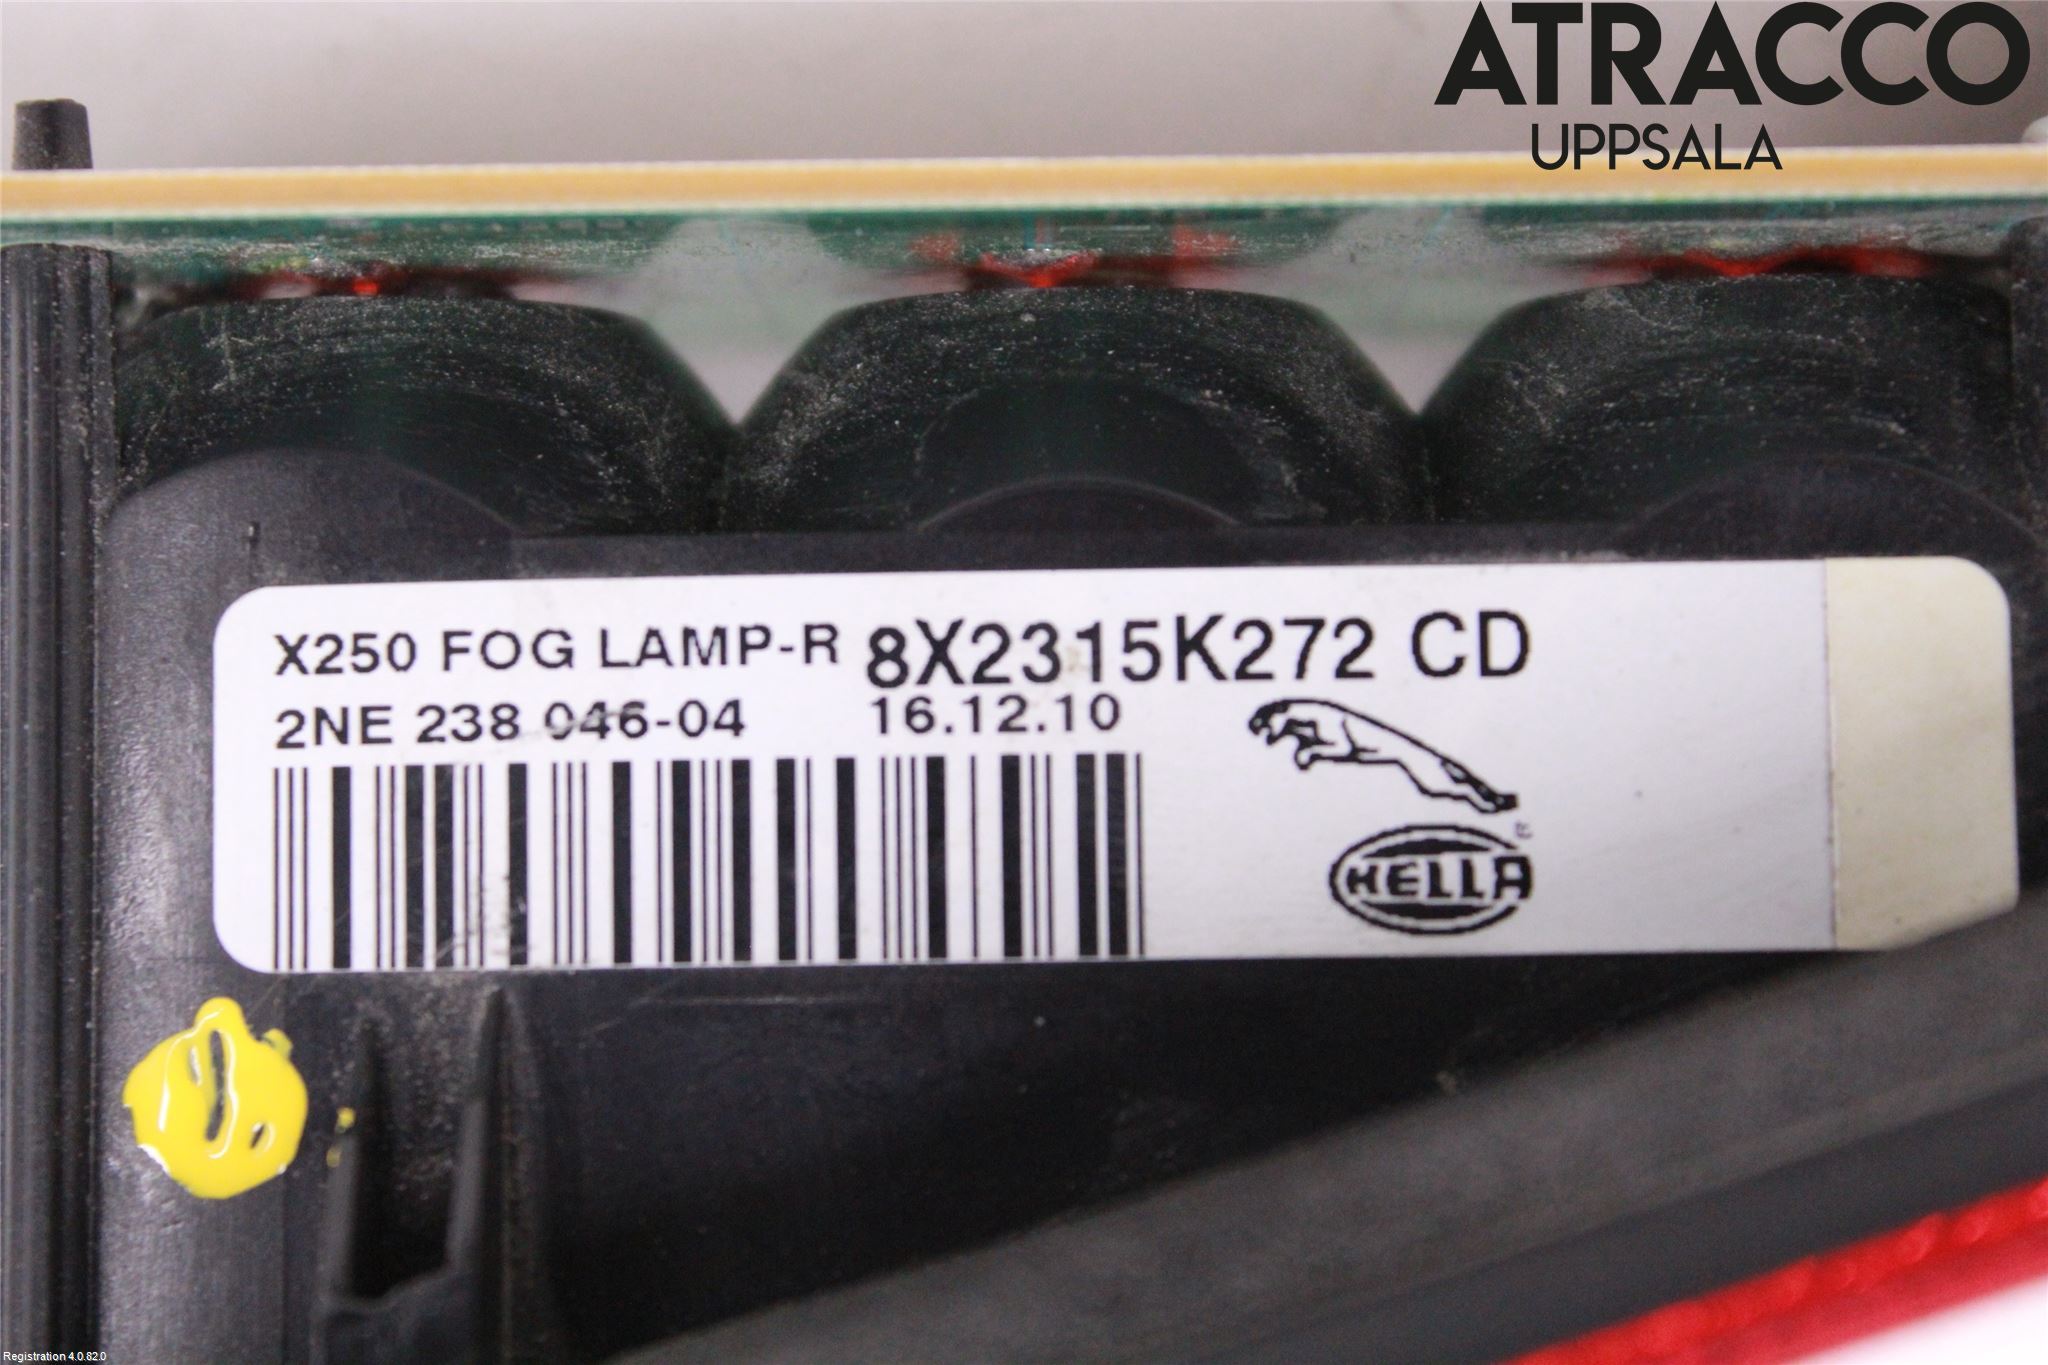 ATRACCO
UPPSALA
X250 FOG LAMP-R 8X2315K272 CD
2NE 238 046-04 16.12.10
HELLA
Registration 4.0.82.0